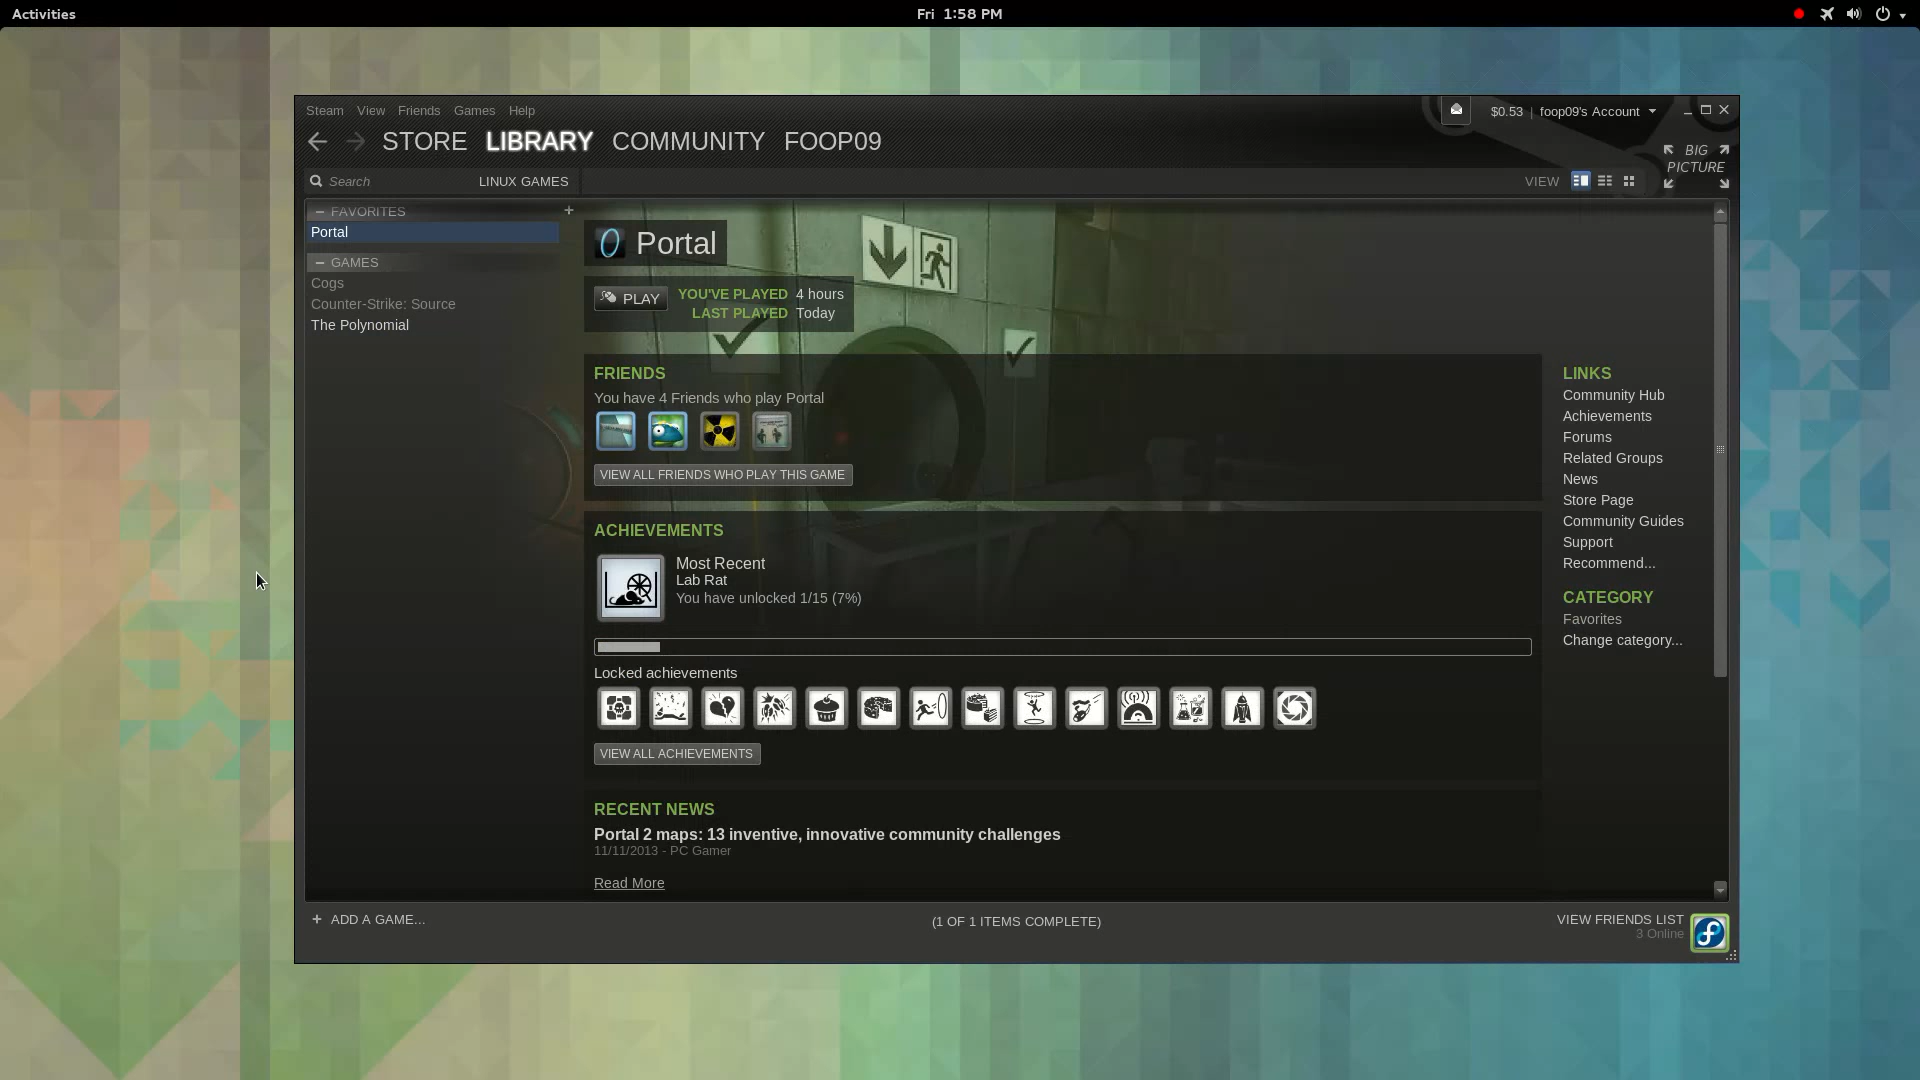 Activities
Fri 1:58 PM
Steam View Friends Games Help
$0.53 | foop09's Account
STORE LIBRARY COMMUNITY FOOP09
BIG PICTURE
Search
LINUX GAMES
VIEW
FAVORITES
Portal
GAMES
Cogs
Counter-Strike: Source
The Polynomial
Portal
PLAY
YOU'VE PLAYED 4 hours
LAST PLAYED Today
FRIENDS
You have 4 Friends who play Portal
VIEW ALL FRIENDS WHO PLAY THIS GAME
ACHIEVEMENTS
Most Recent
Lab Rat
You have unlocked 1/15 (7%)
Locked achievements
VIEW ALL ACHIEVEMENTS
RECENT NEWS
Portal 2 maps: 13 inventive, innovative community challenges
11/11/2013 - PC Gamer
Read More
LINKS
Community Hub
Achievements
Forums
Related Groups
News
Store Page
Community Guides
Support
Recommend...
CATEGORY
Favorites
Change category...
ADD A GAME...
(1 OF 1 ITEMS COMPLETE)
VIEW FRIENDS LIST
3 Online